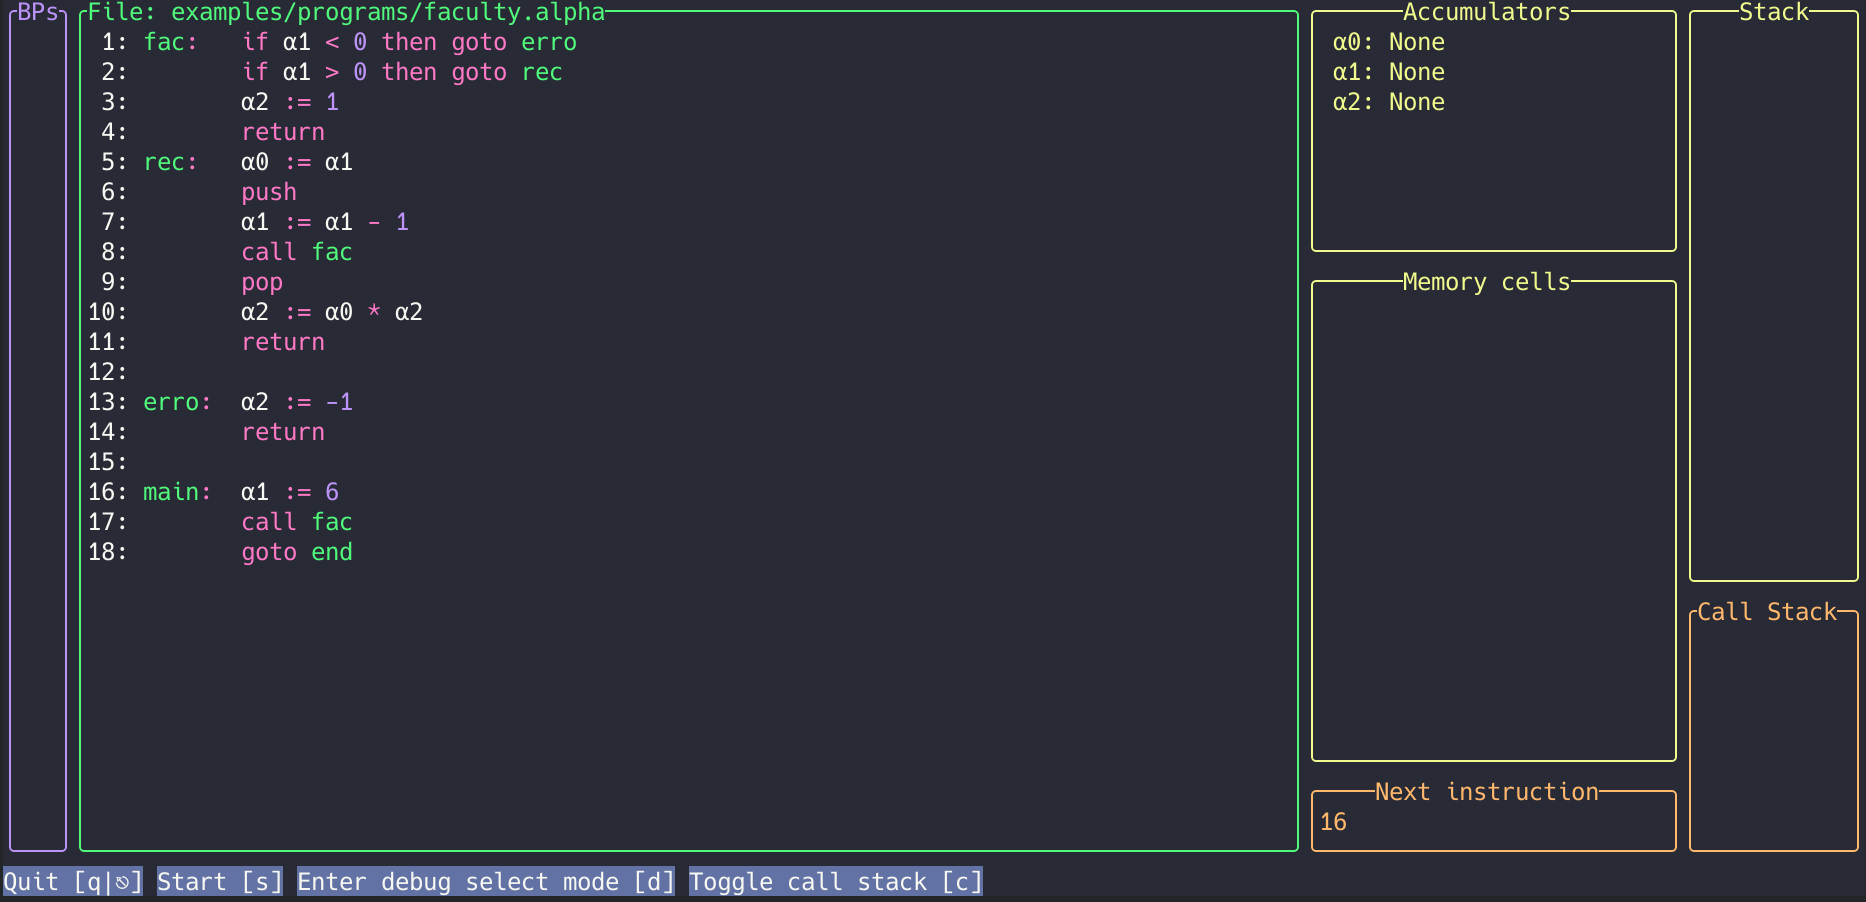 BPs
File: examples/programs/faculty.alpha
1: fac:   if α1 < 0 then goto erro
2:        if α1 > 0 then goto rec
3:        α2 := 1
4:        return
5: rec:   α0 := α1
6:        push
7:        α1 := α1 - 1
8:        call fac
9:        pop
10:        α2 := α0 * α2
11:        return
12:
13: erro:  α2 := -1
14:        return
15:
16: main:  α1 := 6
17:        call fac
18:        goto end
Accumulators
α0: None
α1: None
α2: None
Memory cells
Next instruction
16
Stack
Call Stack
Quit [q|⎋] Start [s] Enter debug select mode [d] Toggle call stack [c]